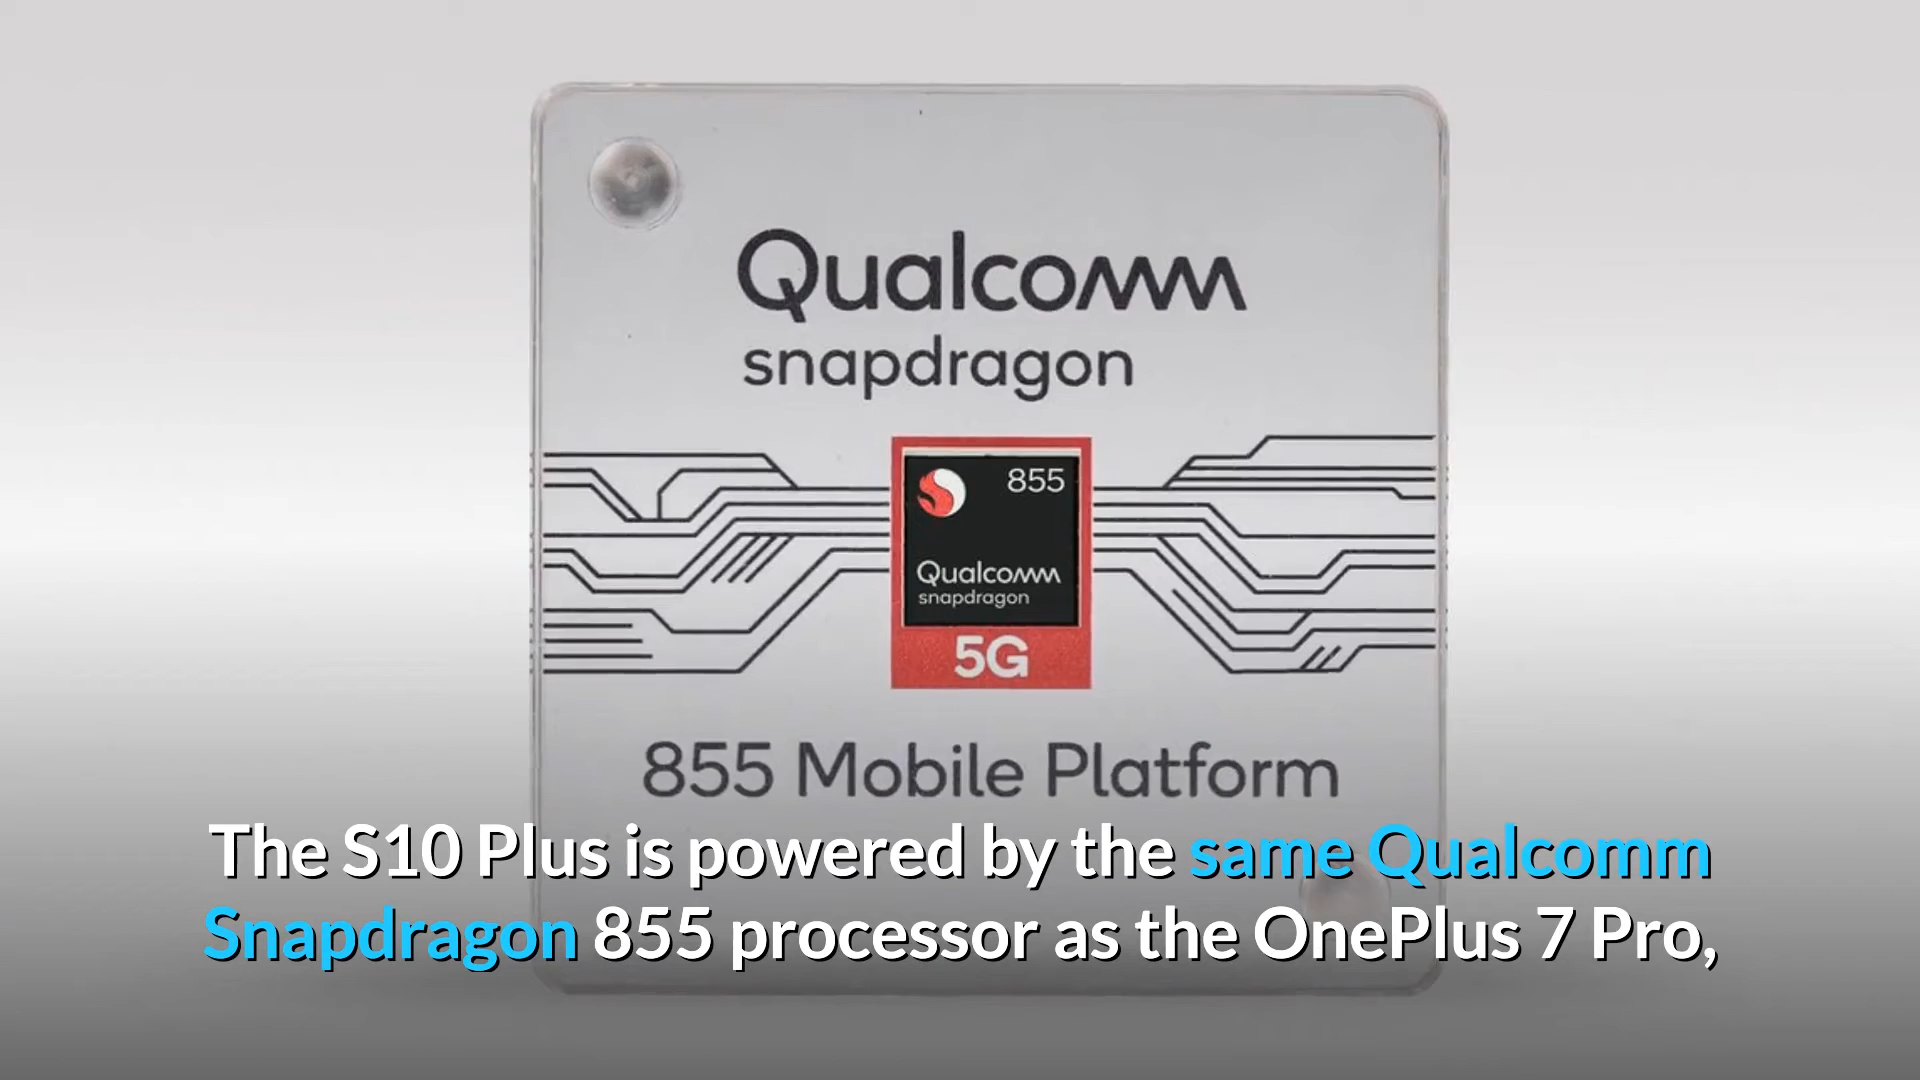 Qualcomm
snapdragon
855
Qualcomm
snapdragon
5G
855 Mobile Platform
The S10 Plus is powered by the same Qualcomm
Snapdragon 855 processor as the OnePlus 7 Pro,